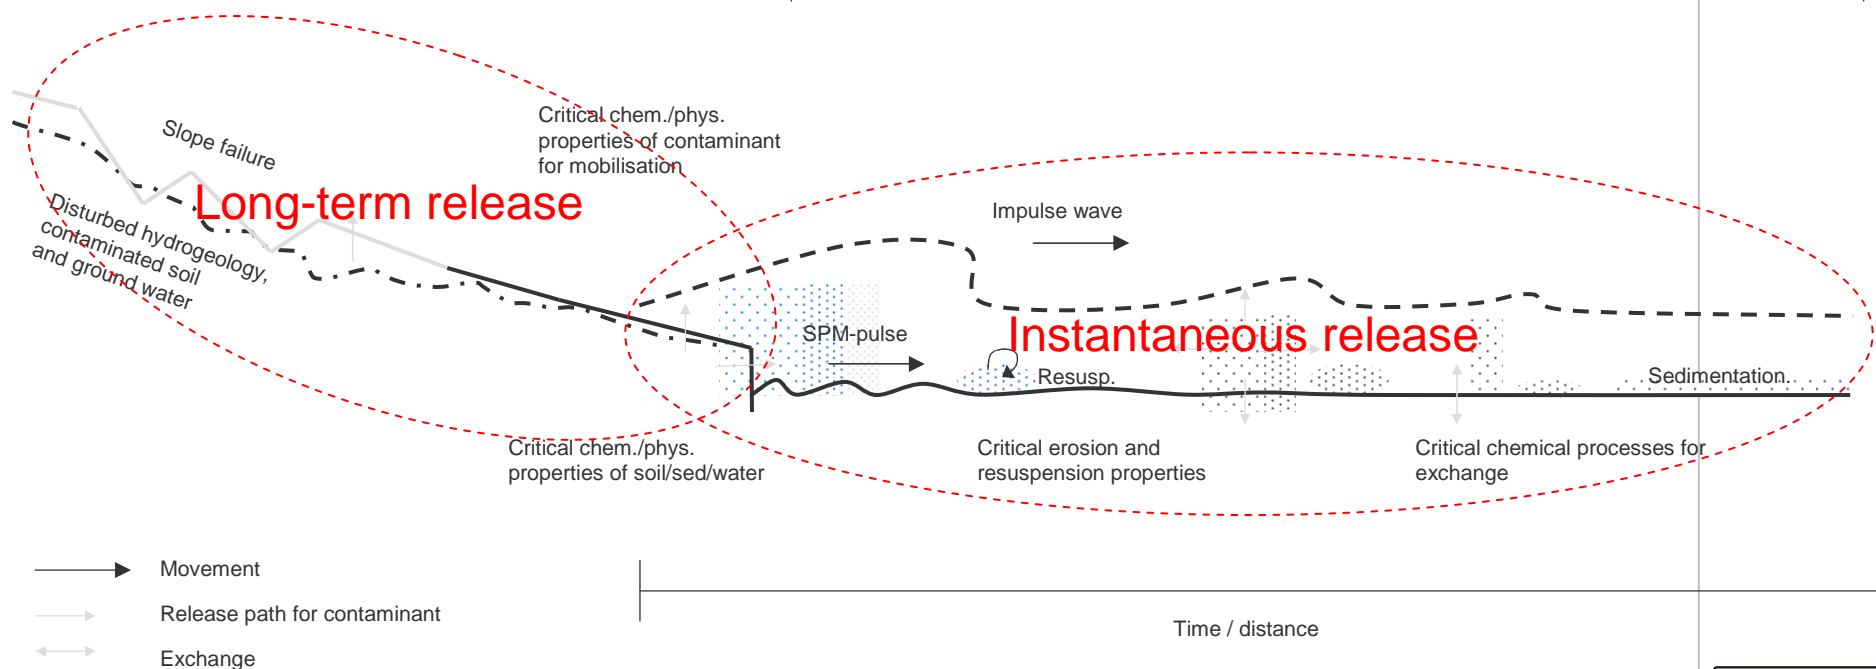 Critical chem./phys.
properties of contaminant
for mobilisation
Slope failure
Long-term release
Disturbed hydrogeology,
contaminated soil
and ground water
Impulse wave
SPM-pulse
Instantaneous release
Resusp.
Sedimentation.
Critical chem./phys.
properties of soil/sed/water
Critical erosion and
resuspension properties
Critical chemical processes for
exchange
Movement
Release path for contaminant
Exchange
Time / distance